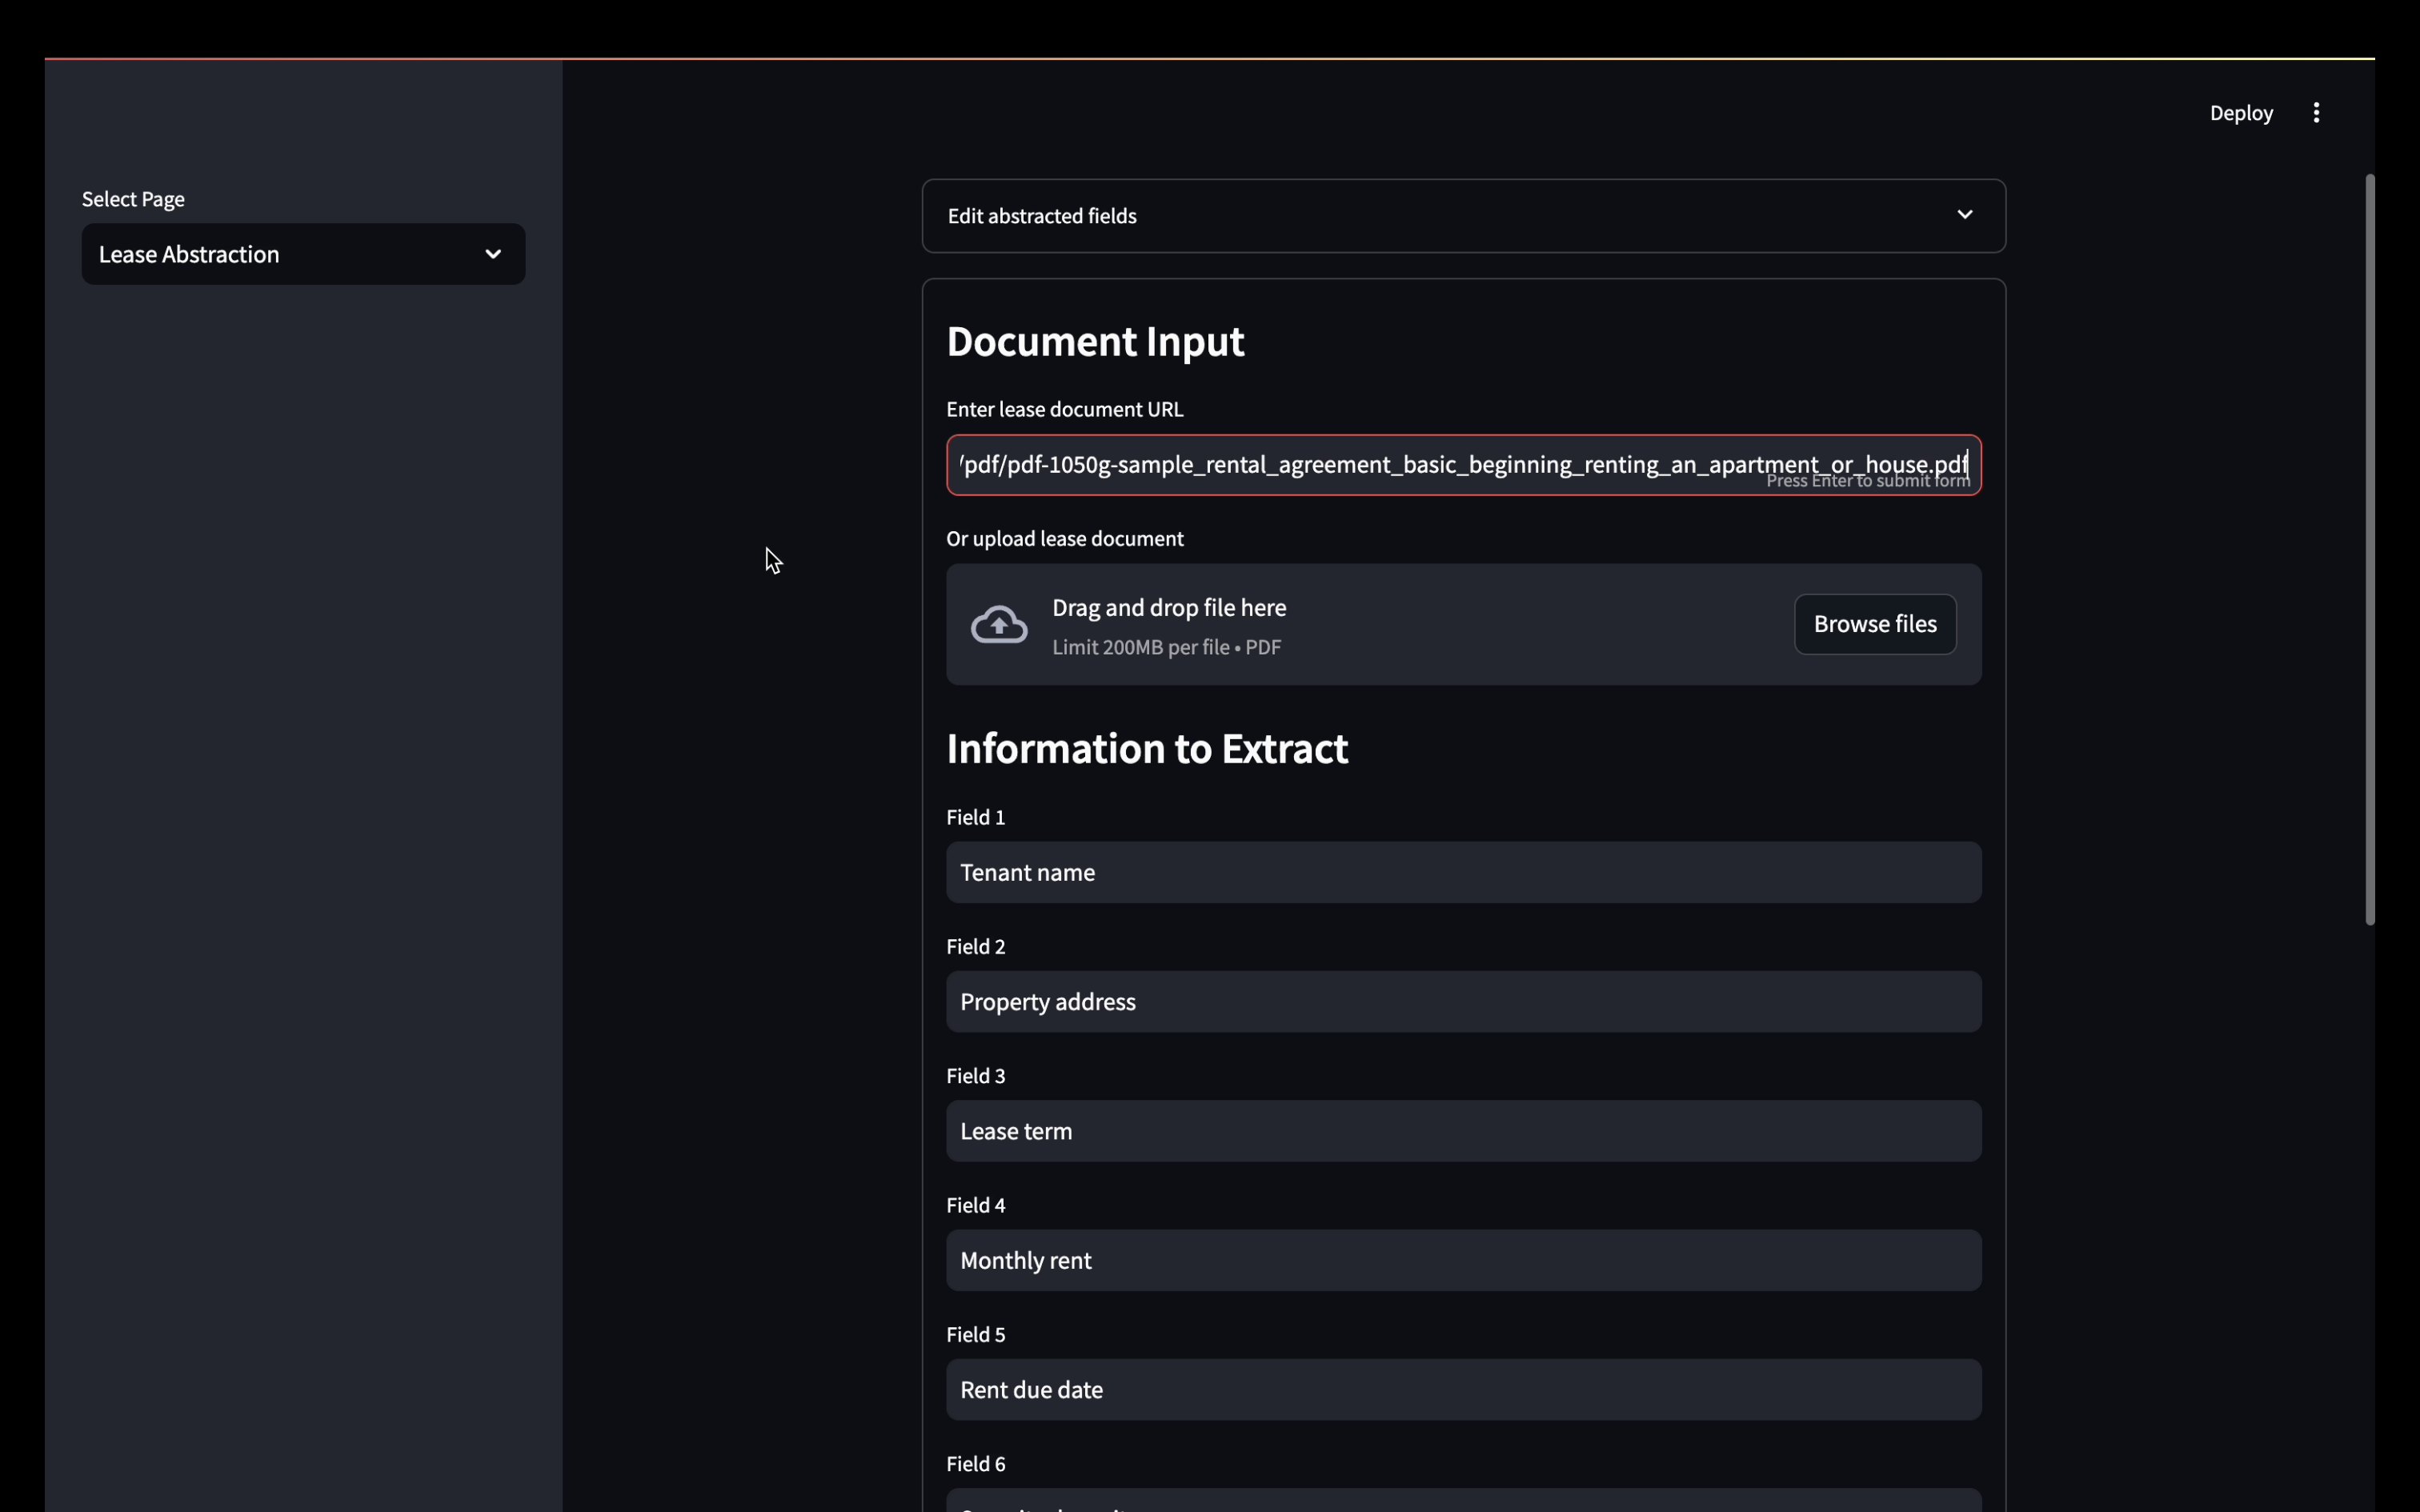 Deploy
Select Page
Lease Abstraction
Edit abstracted fields
Document Input
Enter lease document URL
/pdf/pdf-1050g-sample_rental_agreement_basic_beginning_renting_an_apartment_or_house.pdf
Press Enter to submit form
Or upload lease document
Drag and drop file here
Limit 200MB per file • PDF
Browse files
Information to Extract
Field 1
Tenant name
Field 2
Property address
Field 3
Lease term
Field 4
Monthly rent
Field 5
Rent due date
Field 6